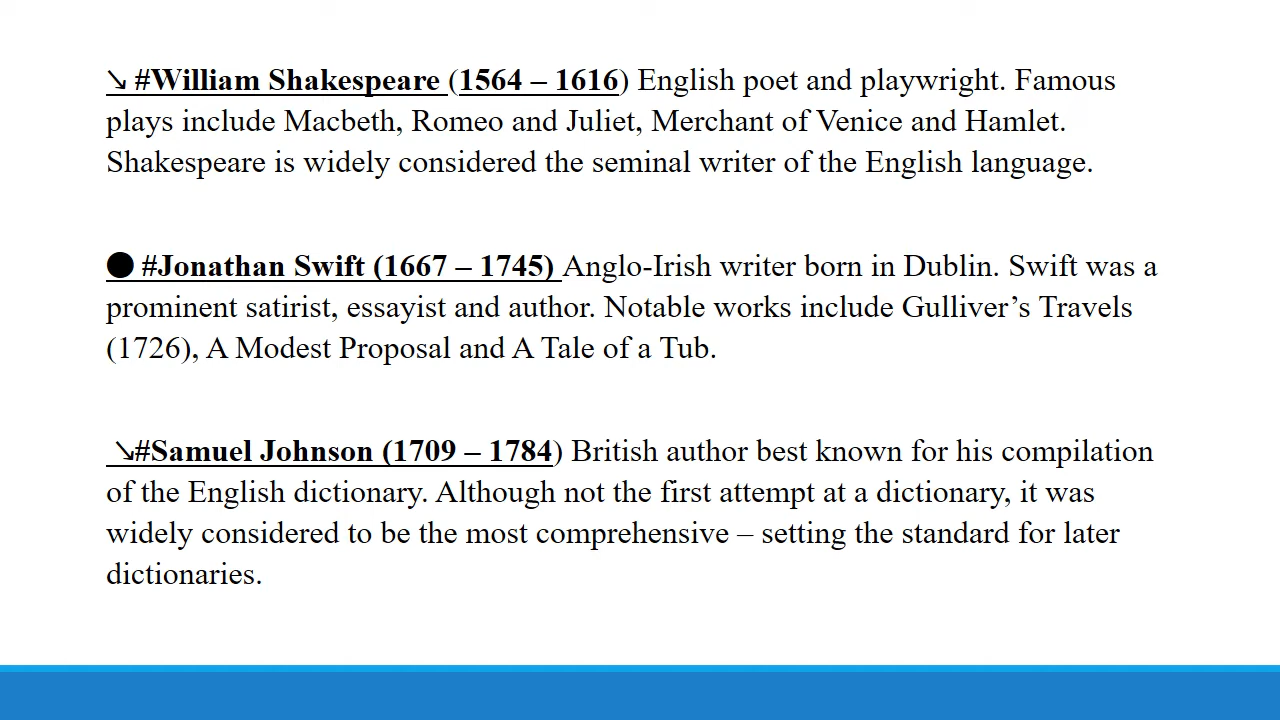 ↘ #William Shakespeare (1564 – 1616) English poet and playwright. Famous
plays include Macbeth, Romeo and Juliet, Merchant of Venice and Hamlet.
Shakespeare is widely considered the seminal writer of the English language.
● #Jonathan Swift (1667 – 1745) Anglo-Irish writer born in Dublin. Swift was a
prominent satirist, essayist and author. Notable works include Gulliver’s Travels
(1726), A Modest Proposal and A Tale of a Tub.
↘#Samuel Johnson (1709 – 1784) British author best known for his compilation
of the English dictionary. Although not the first attempt at a dictionary, it was
widely considered to be the most comprehensive – setting the standard for later
dictionaries.